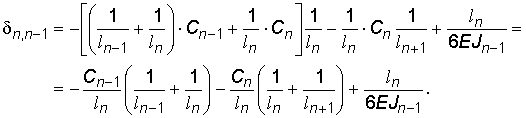 δ_{n,n−1} = −[(1/l_{n−1} + 1/l_n)·C_{n−1} + 1/l_n·C_n] 1/l_n − 1/l_n·C_n 1/l_{n+1} + l_n/6EJ_{n−1} =
= −C_{n−1}/l_n (1/l_{n−1} + 1/l_n) − C_n/l_n (1/l_n + 1/l_{n+1}) + l_n/6EJ_{n−1}.